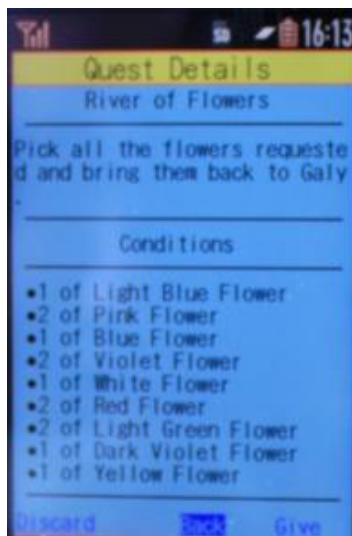 16:13
Quest Details
River of Flowers
Pick all the flowers requeste
d and bring them back to Galy
.
Conditions
•1 of Light Blue Flower
•2 of Pink Flower
•1 of Blue Flower
•2 of Violet Flower
•1 of White Flower
•2 of Red Flower
•2 of Light Green Flower
•1 of Dark Violet Flower
•1 of Yellow Flower
Discard Back Give